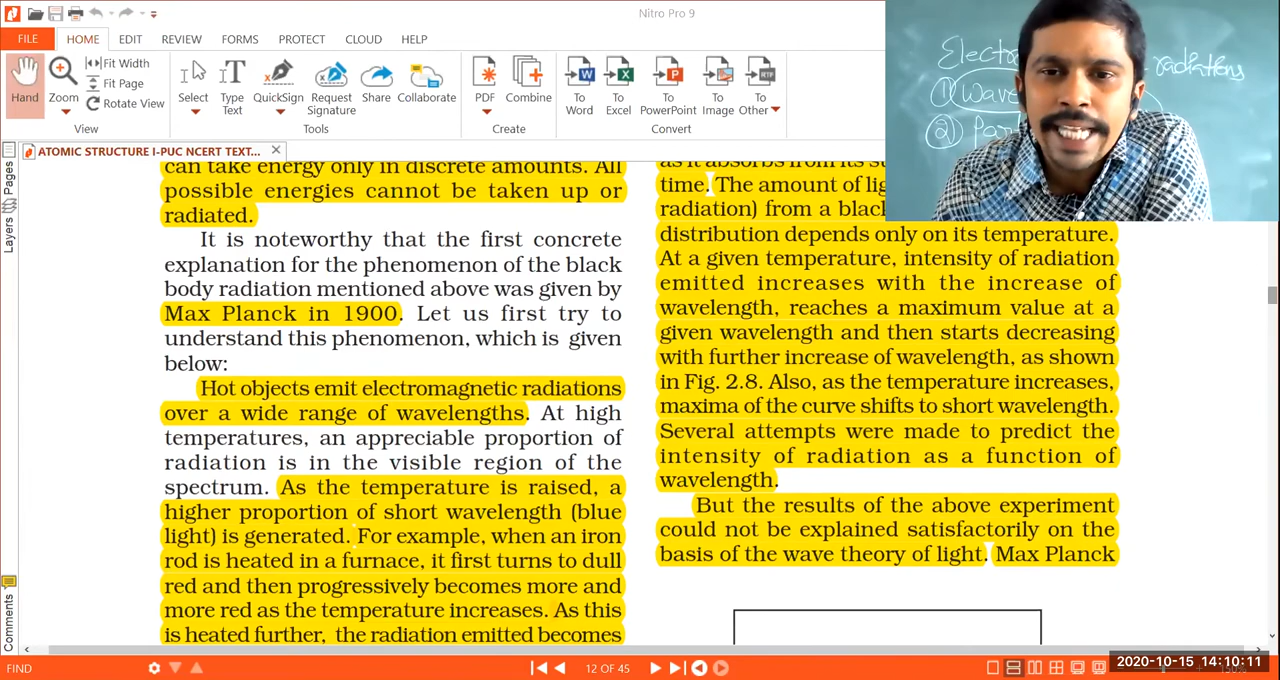 Nitro Pro 9
FILE HOME EDIT REVIEW FORMS PROTECT CLOUD HELP
Hand
Zoom
Fit Width
Fit Page
Rotate View
View
Select
Type Text
QuickSign
Request Signature
Share
Collaborate
Tools
PDF
Combine
Create
To Word
To Excel
To PowerPoint
To Image
To Other
Convert
Electro radiations
① Wave
② Par
ATOMIC STRUCTURE I-PUC NCERT TEXT...
Pages
Layers
Comments
can take energy only in discrete amounts. All
possible energies cannot be taken up or
radiated.
It is noteworthy that the first concrete
explanation for the phenomenon of the black
body radiation mentioned above was given by
Max Planck in 1900. Let us first try to
understand this phenomenon, which is given
below:
Hot objects emit electromagnetic radiations
over a wide range of wavelengths. At high
temperatures, an appreciable proportion of
radiation is in the visible region of the
spectrum. As the temperature is raised, a
higher proportion of short wavelength (blue
light) is generated. For example, when an iron
rod is heated in a furnace, it first turns to dull
red and then progressively becomes more and
more red as the temperature increases. As this
is heated further, the radiation emitted becomes
as it absorbs from its
time. The amount of
radiation) from a
distribution depends only on its temperature.
At a given temperature, intensity of radiation
emitted increases with the increase of
wavelength, reaches a maximum value at a
given wavelength and then starts decreasing
with further increase of wavelength, as shown
in Fig. 2.8. Also, as the temperature increases,
maxima of the curve shifts to short wavelength.
Several attempts were made to predict the
intensity of radiation as a function of
wavelength.
But the results of the above experiment
could not be explained satisfactorily on the
basis of the wave theory of light. Max Planck
FIND
12 OF 45
2020-10-15 14:10:11